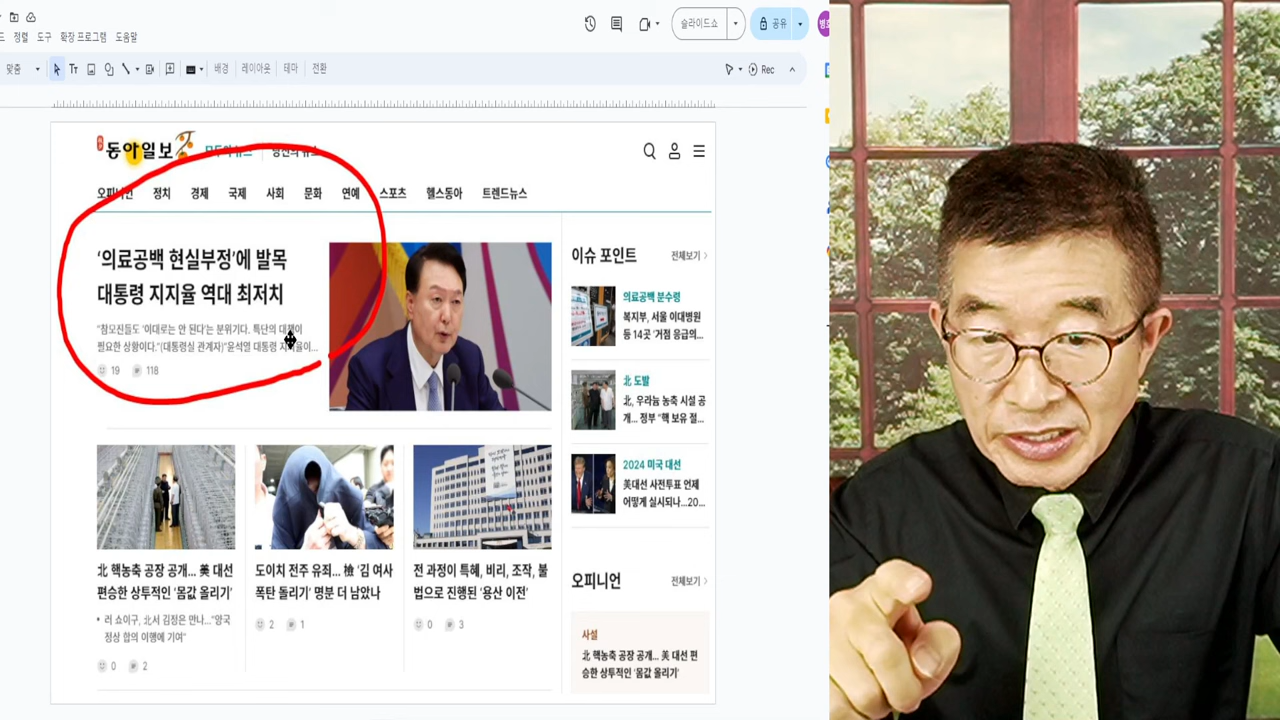 정렬 도구 확장 프로그램 도움말
슬라이드쇼
공유
맞춤
배경 레이아웃 테마 전환
Rec
동아일보
오피니언 정치 경제 국제 사회 문화 연예 스포츠 헬스동아 트렌드뉴스
‘의료공백 현실부정’에 발목
대통령 지지율 역대 최저치
“참모진들도 ‘이대로는 안 된다’는 분위기다. 특단의 대책이
필요한 상황이다.”(대통령실 관계자)”윤석열 대통령 지지율이...
19 118
이슈 포인트
전체보기
의료공백 분수령
복지부, 서울 이대병원
등 14곳 ‘거점 응급의...
北 도발
北, 우라늄 농축 시설 공
개... 정부 “핵 보유 절...
2024 미국 대선
美대선 사전투표 언제
어떻게 실시되나...20...
北 핵농축 공장 공개... 美 대선
편승한 상투적인 ‘몸값 올리기’
• 러 쇼이구, 北서 김정은 만나...“양국
정상 합의 이행에 기여”
0 2
도이치 전주 유죄... 檢 ‘김 여사
폭탄 돌리기’ 명분 더 남았나
2 1
전 과정이 특혜, 비리, 조작, 불
법으로 진행된 ‘용산 이전’
0 3
오피니언
전체보기
사설
北 핵농축 공장 공개... 美 대선 편
승한 상투적인 ‘몸값 올리기’